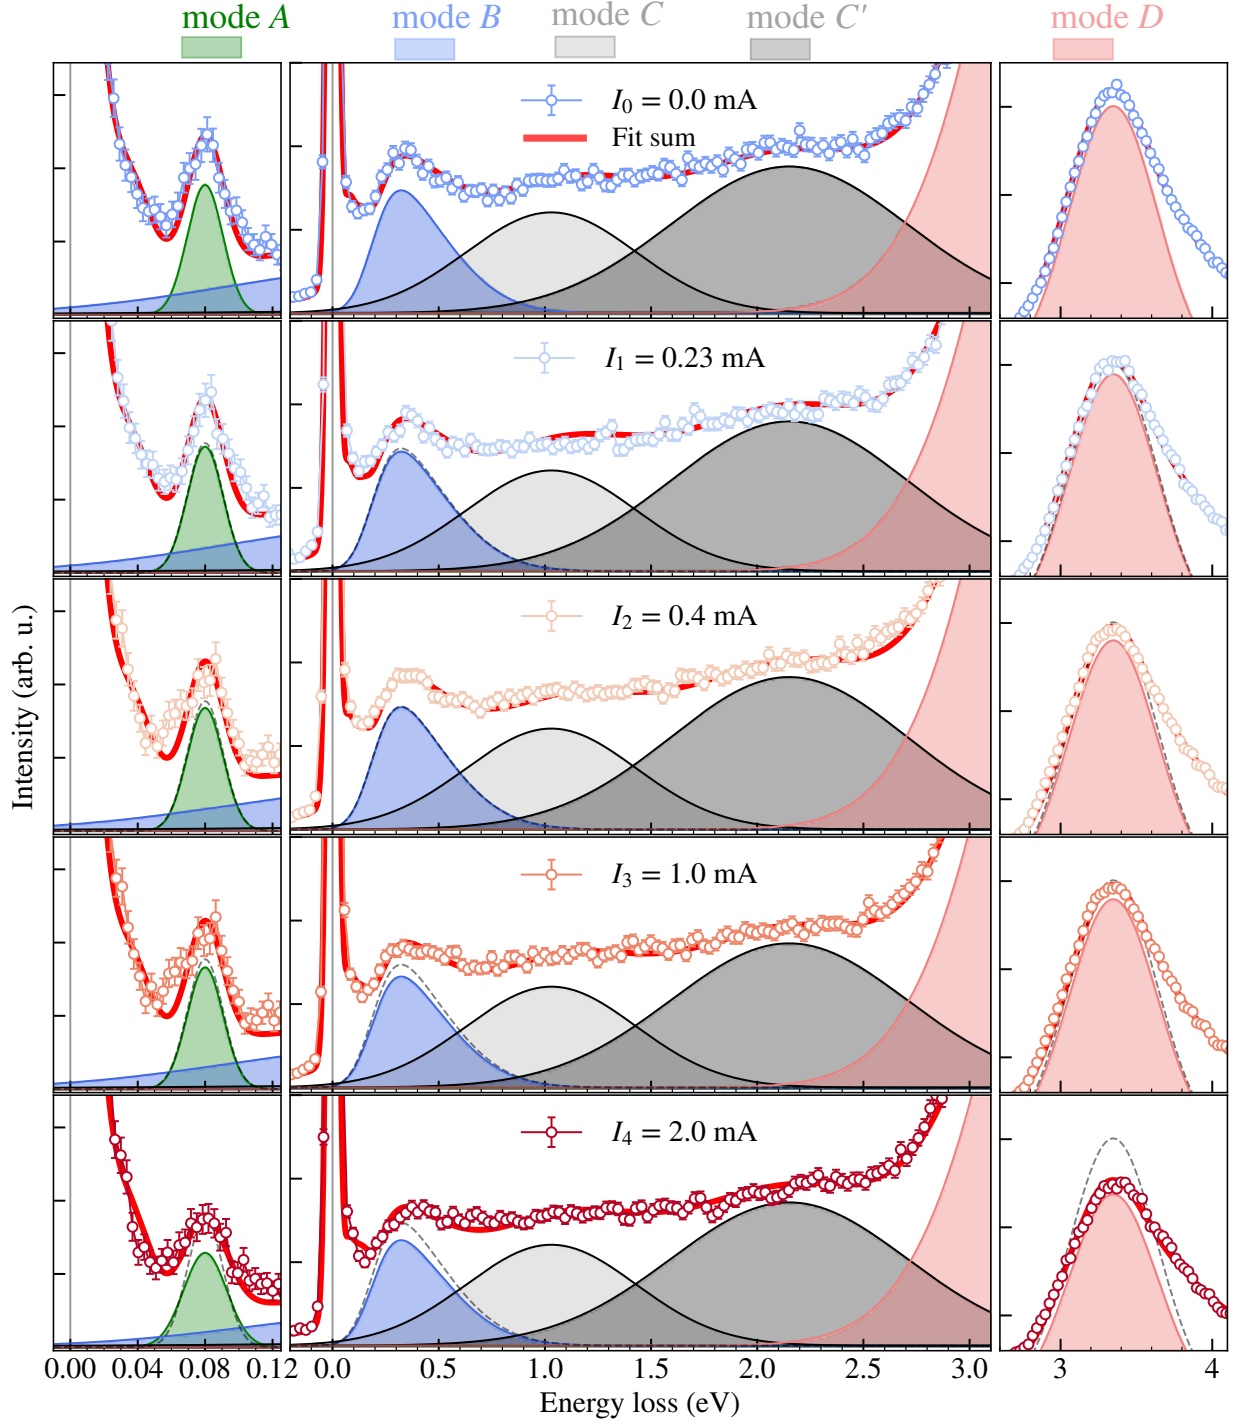 mode A mode B mode C mode C′ mode D
I0 = 0.0 mA
Fit sum
I1 = 0.23 mA
I2 = 0.4 mA
I3 = 1.0 mA
I4 = 2.0 mA
Intensity (arb. u.)
0.00 0.04 0.08 0.12 0.0 0.5 1.0 1.5 2.0 2.5 3.0 3 4
Energy loss (eV)